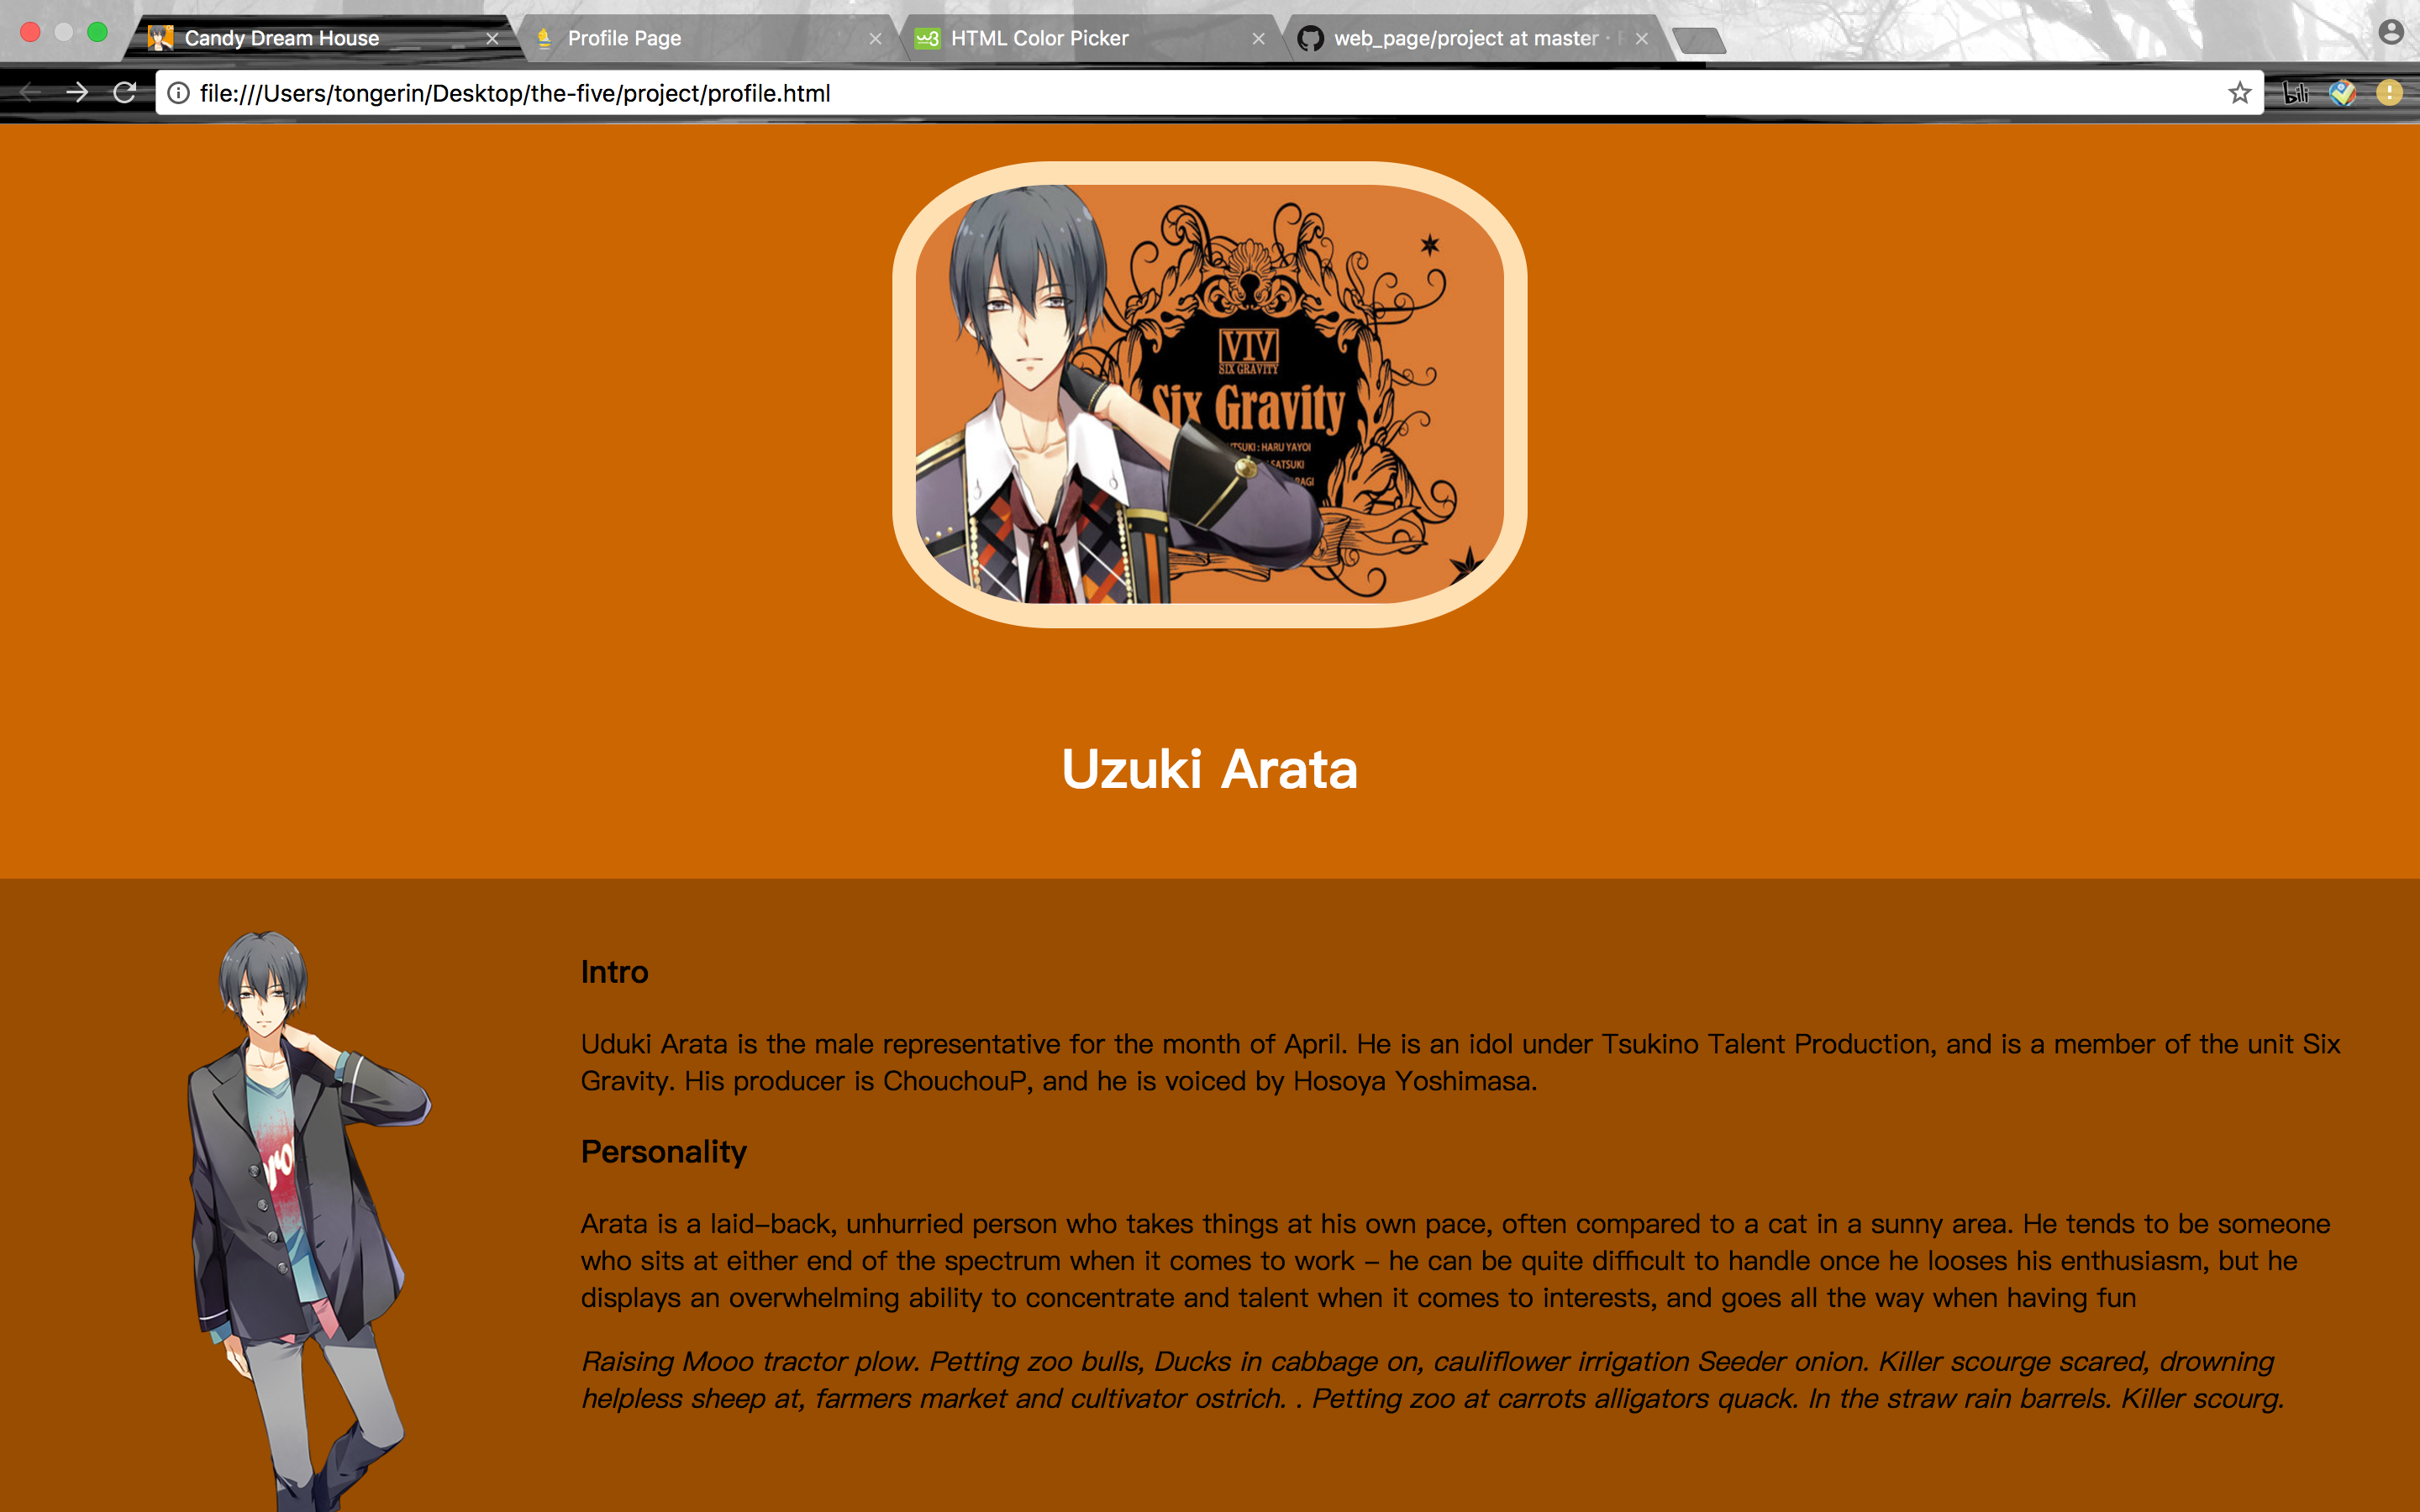 Candy Dream House
Profile Page
HTML Color Picker
web_page/project at master ·
file:///Users/tongerin/Desktop/the-five/project/profile.html
bili
VIV
SIX GRAVITY
Six Gravity
UTSUKI : HARU YAYOI
SATSUKI
Uzuki Arata
Intro
Uduki Arata is the male representative for the month of April. He is an idol under Tsukino Talent Production, and is a member of the unit Six
Gravity. His producer is ChouchouP, and he is voiced by Hosoya Yoshimasa.
Personality
Arata is a laid-back, unhurried person who takes things at his own pace, often compared to a cat in a sunny area. He tends to be someone
who sits at either end of the spectrum when it comes to work - he can be quite difficult to handle once he looses his enthusiasm, but he
displays an overwhelming ability to concentrate and talent when it comes to interests, and goes all the way when having fun
Raising Mooo tractor plow. Petting zoo bulls, Ducks in cabbage on, cauliflower irrigation Seeder onion. Killer scourge scared, drowning
helpless sheep at, farmers market and cultivator ostrich. . Petting zoo at carrots alligators quack. In the straw rain barrels. Killer scourg.